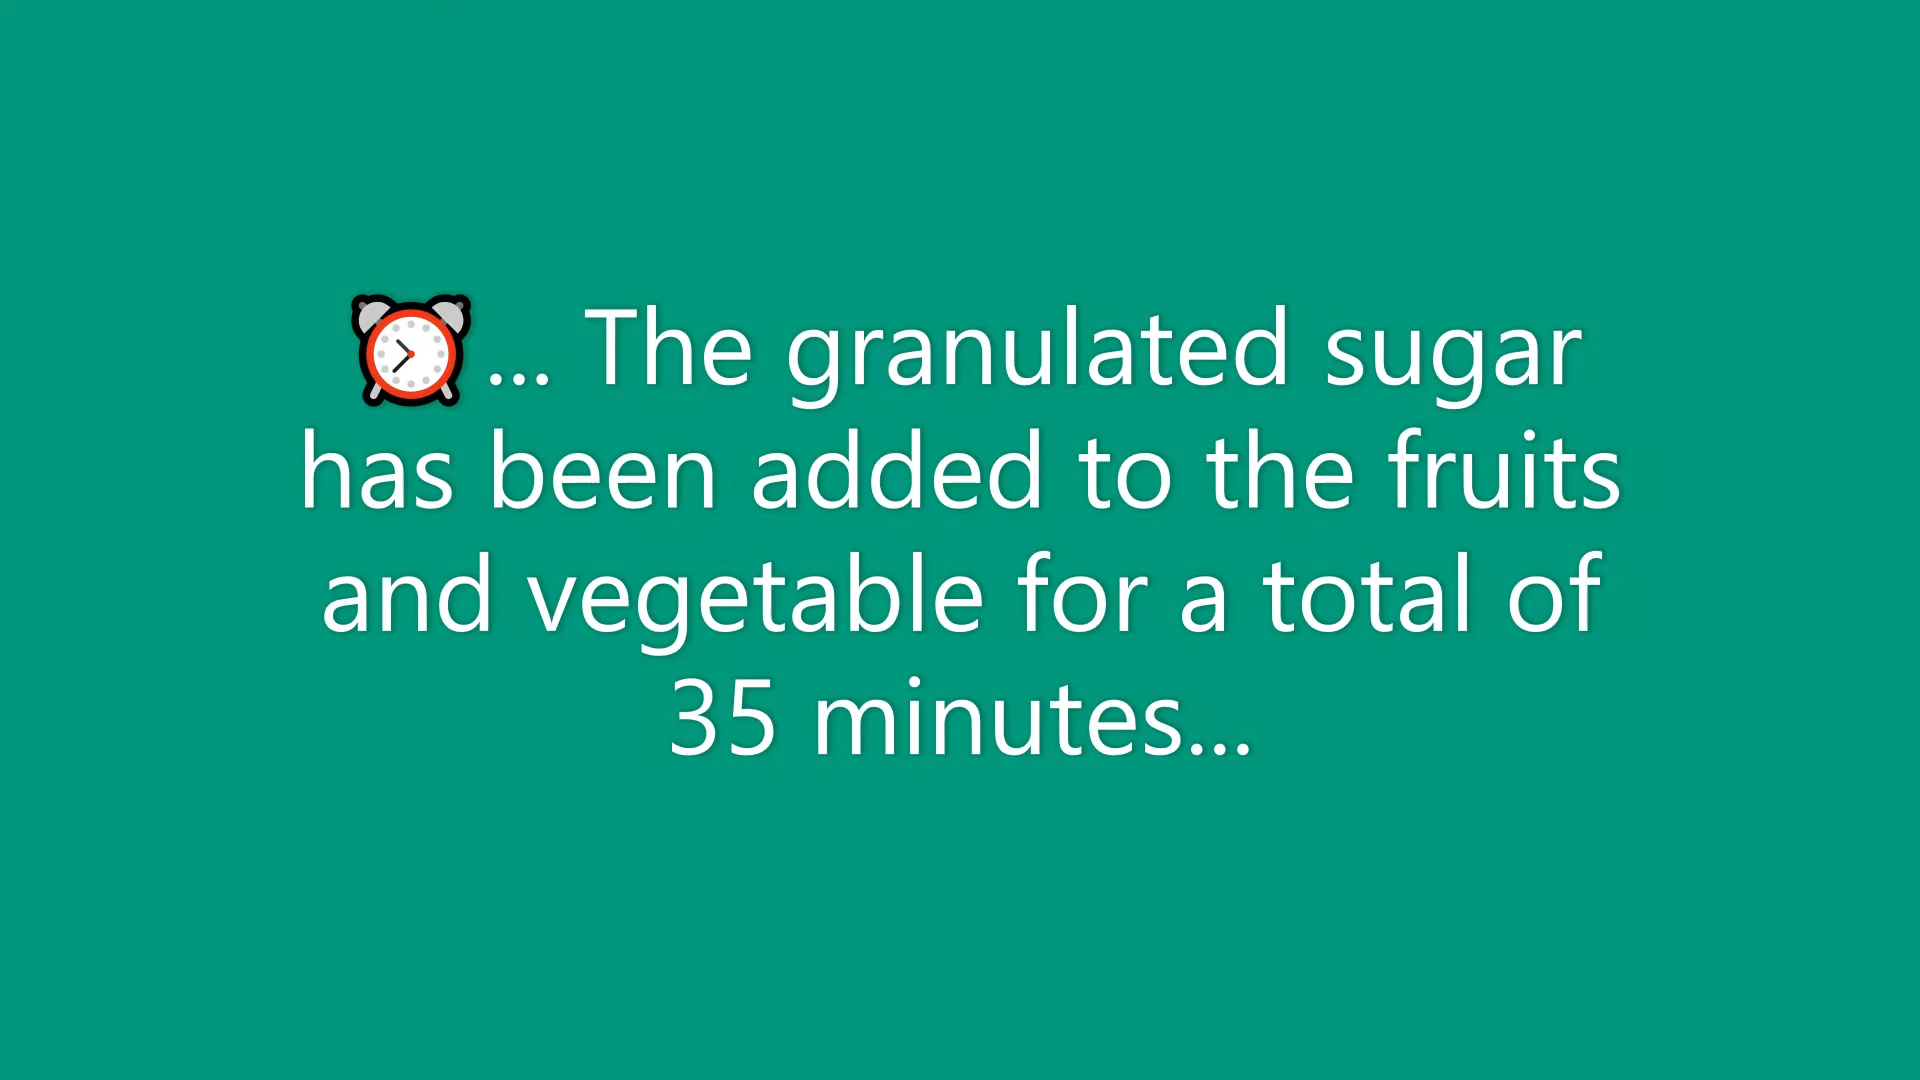 ⏰... The granulated sugar
has been added to the fruits
and vegetable for a total of
35 minutes...